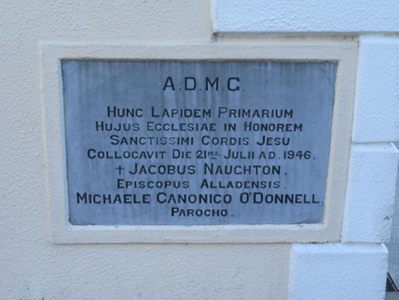 A.D.M.G.
HUNC LAPIDEM PRIMARIUM
HUJUS ECCLESIAE IN HONOREM
SANCTISSIMI CORDIS JESU
COLLOCAVIT DIE 21MA JULII A.D. 1946.
† JACOBUS NAUGHTON.
EPISCOPUS ALLADENSIS.
MICHAELE CANONICO O'DONNELL,
PAROCHO.